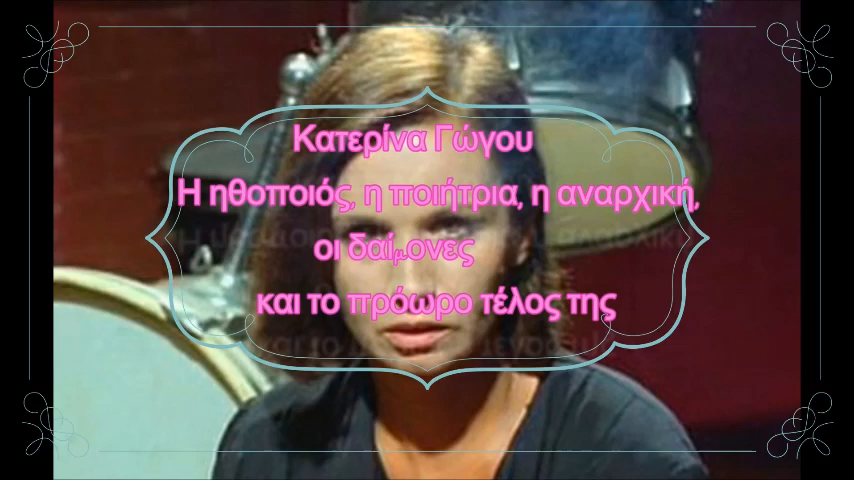 Κατερίνα Γώγου
Η ηθοποιός, η ποιήτρια, η αναρχική,
οι δαίμονες
και το πρόωρο τέλος της